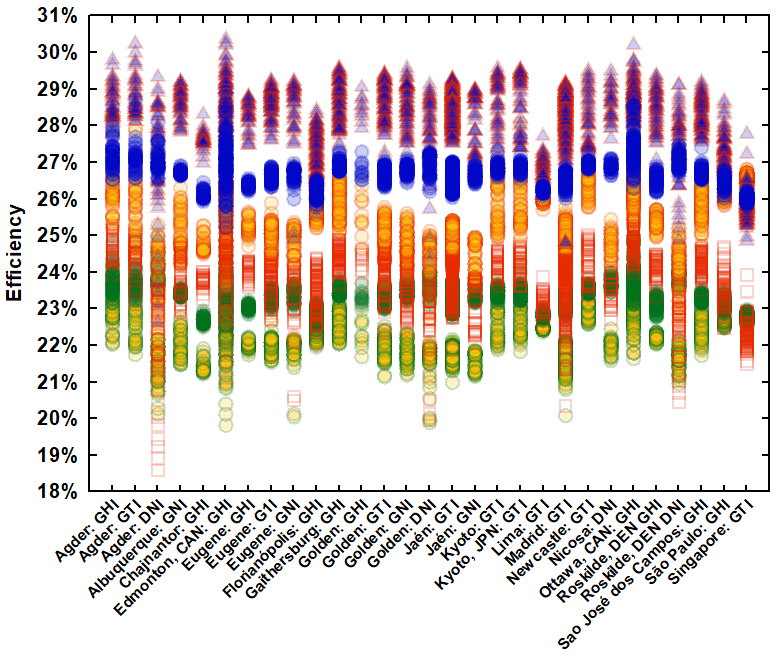 31%
30%
29%
28%
27%
26%
25%
24%
23%
22%
21%
20%
19%
18%
Efficiency
Agder: GHI
Agder: GTI
Agder: DNI
Albuquerque: GNI
Chajnantor: GHI
Edmonton, CAN: GHI
Eugene: GHI
Eugene: GTI
Eugene: GNI
Florianópolis: GHI
Gaithersburg: GHI
Golden: GHI
Golden: GTI
Golden: GNI
Golden: DNI
Jaén: GTI
Jaén: GNI
Kyoto: GTI
Kyoto, JPN: GTI
Lima: GTI
Madrid: GTI
Newcastle: GTI
Nicosa: DNI
Ottawa, CAN: GHI
Roskilde, DEN GHI
Roskilde, DEN DNI
Sao José dos Campos: GHI
São Paulo: GHI
Singapore: GTI